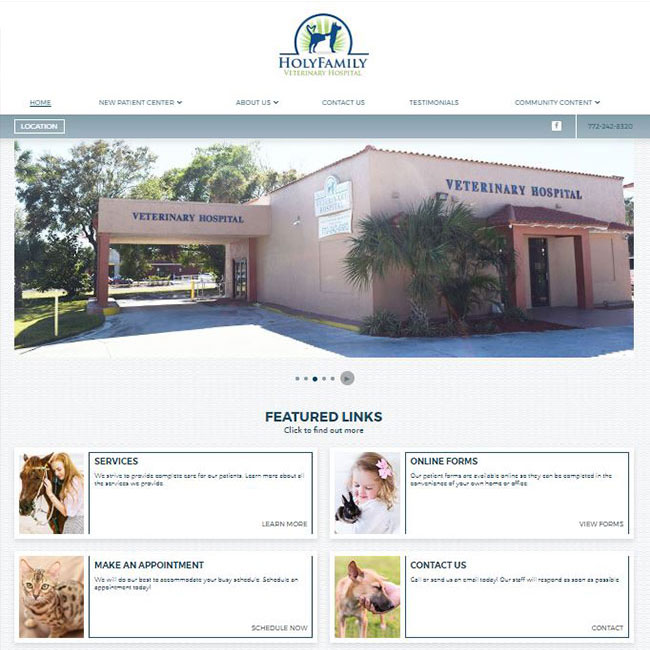 HOLYFAMILY
VETERINARY HOSPITAL
HOME
NEW PATIENT CENTER
ABOUT US
CONTACT US
TESTIMONIALS
COMMUNITY CONTENT
LOCATION
f
772-242-8320
VETERINARY HOSPITAL
VETERINARY
HOSPITAL
VETERINARY HOSPITAL
FEATURED LINKS
Click to find out more
SERVICES
We strive to provide complete care for our patients. Learn more about all
the services we provide.
LEARN MORE
ONLINE FORMS
Our patient forms are available online so they can be completed in the
convenience of your own home or office.
VIEW FORMS
MAKE AN APPOINTMENT
We will do our best to accommodate your busy schedule. Schedule an
appointment today!
SCHEDULE NOW
CONTACT US
Call or send us an email today! Our staff will respond as soon as possible
CONTACT